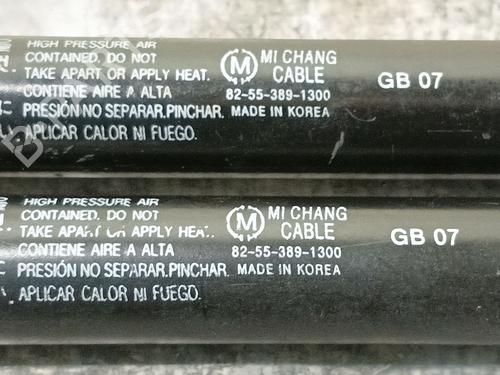 HIGH PRESSURE AIR
CONTAINED. DO NOT
TAKE APART OR APPLY HEAT.
CONTIENE AIRE A ALTA
PRESIÓN NO SEPARAR.PINCHAR.
APLICAR CALOR NI FUEGO.
M MI CHANG
CABLE
82-55-389-1300
MADE IN KOREA
GB 07
HIGH PRESSURE AIR
CONTAINED. DO NOT
TAKE APART OR APPLY HEAT.
CONTIENE AIRE A ALTA
PRESIÓN NO SEPARAR.PINCHAR.
APLICAR CALOR NI FUEGO.
M MI CHANG
CABLE
82-55-389-1300
MADE IN KOREA
GB 07